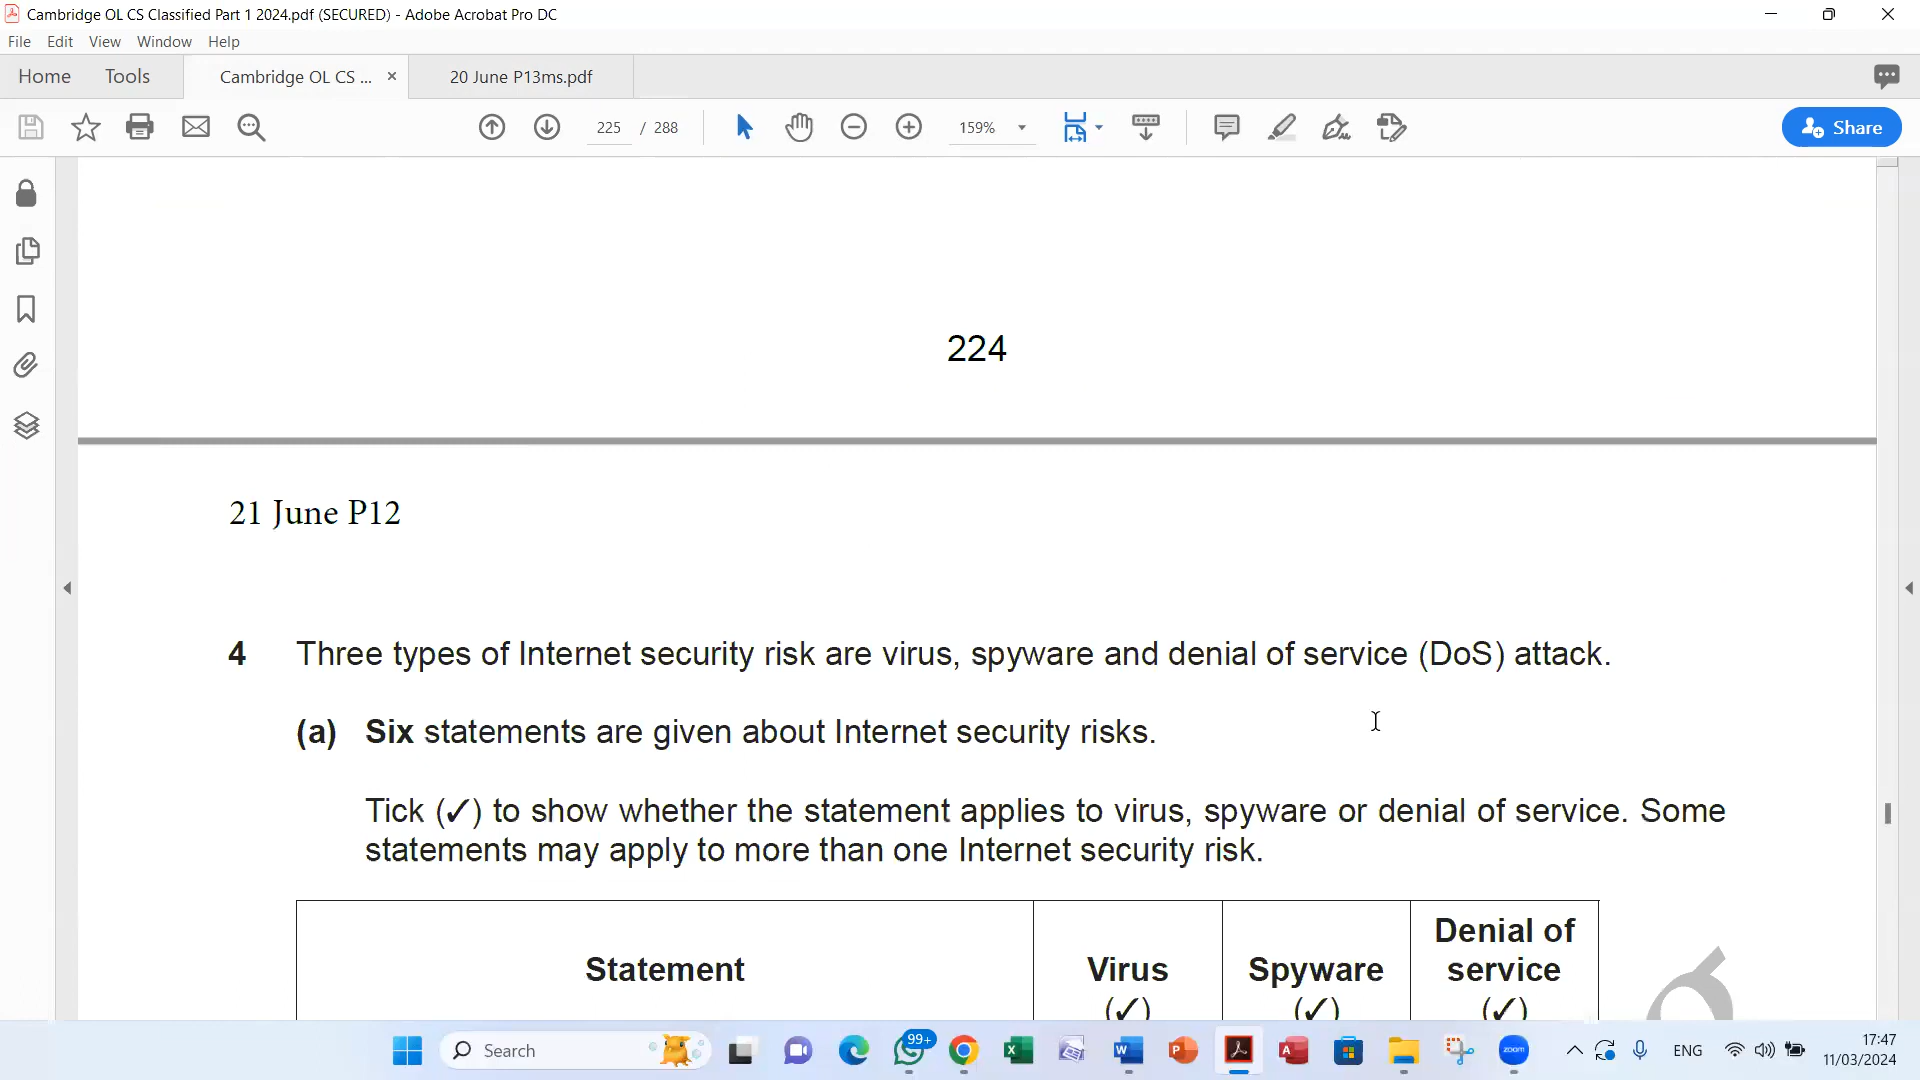 Cambridge OL CS Classified Part 1 2024.pdf (SECURED) - Adobe Acrobat Pro DC
File Edit View Window Help
Home Tools Cambridge OL CS ... × 20 June P13ms.pdf
225 / 288 159% Share
224
21 June P12
4 Three types of Internet security risk are virus, spyware and denial of service (DoS) attack.
(a) Six statements are given about Internet security risks.
Tick (✓) to show whether the statement applies to virus, spyware or denial of service. Some
statements may apply to more than one Internet security risk.
Statement
Virus
(✓)
Spyware
(✓)
Denial of
service
(✓)
Search
99+
zoom
ENG
17:47
11/03/2024